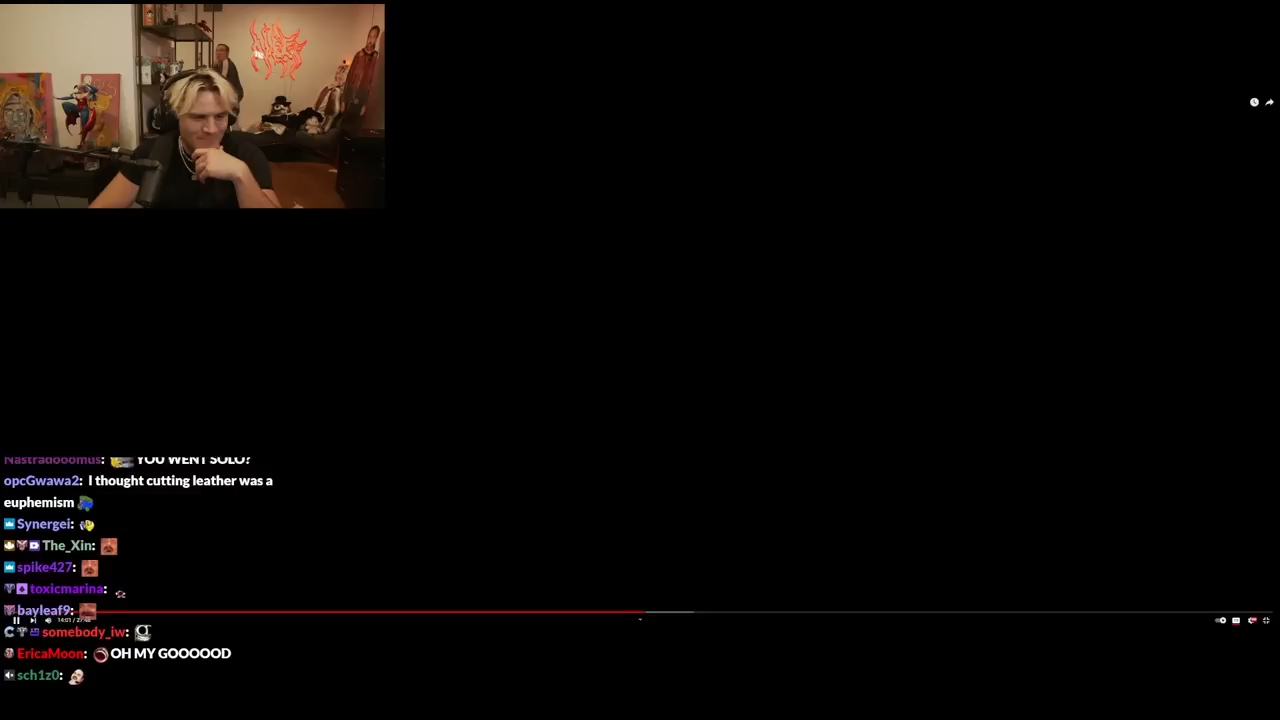 Nastradooomus: YOU WENT SOLO?
opcGwawa2: I thought cutting leather was a
euphemism
Synergei:
The_Xin:
spike427:
toxicmarina:
bayleaf9:
somebody_iw:
EricaMoon: OH MY GOOOOOD
sch1z0: